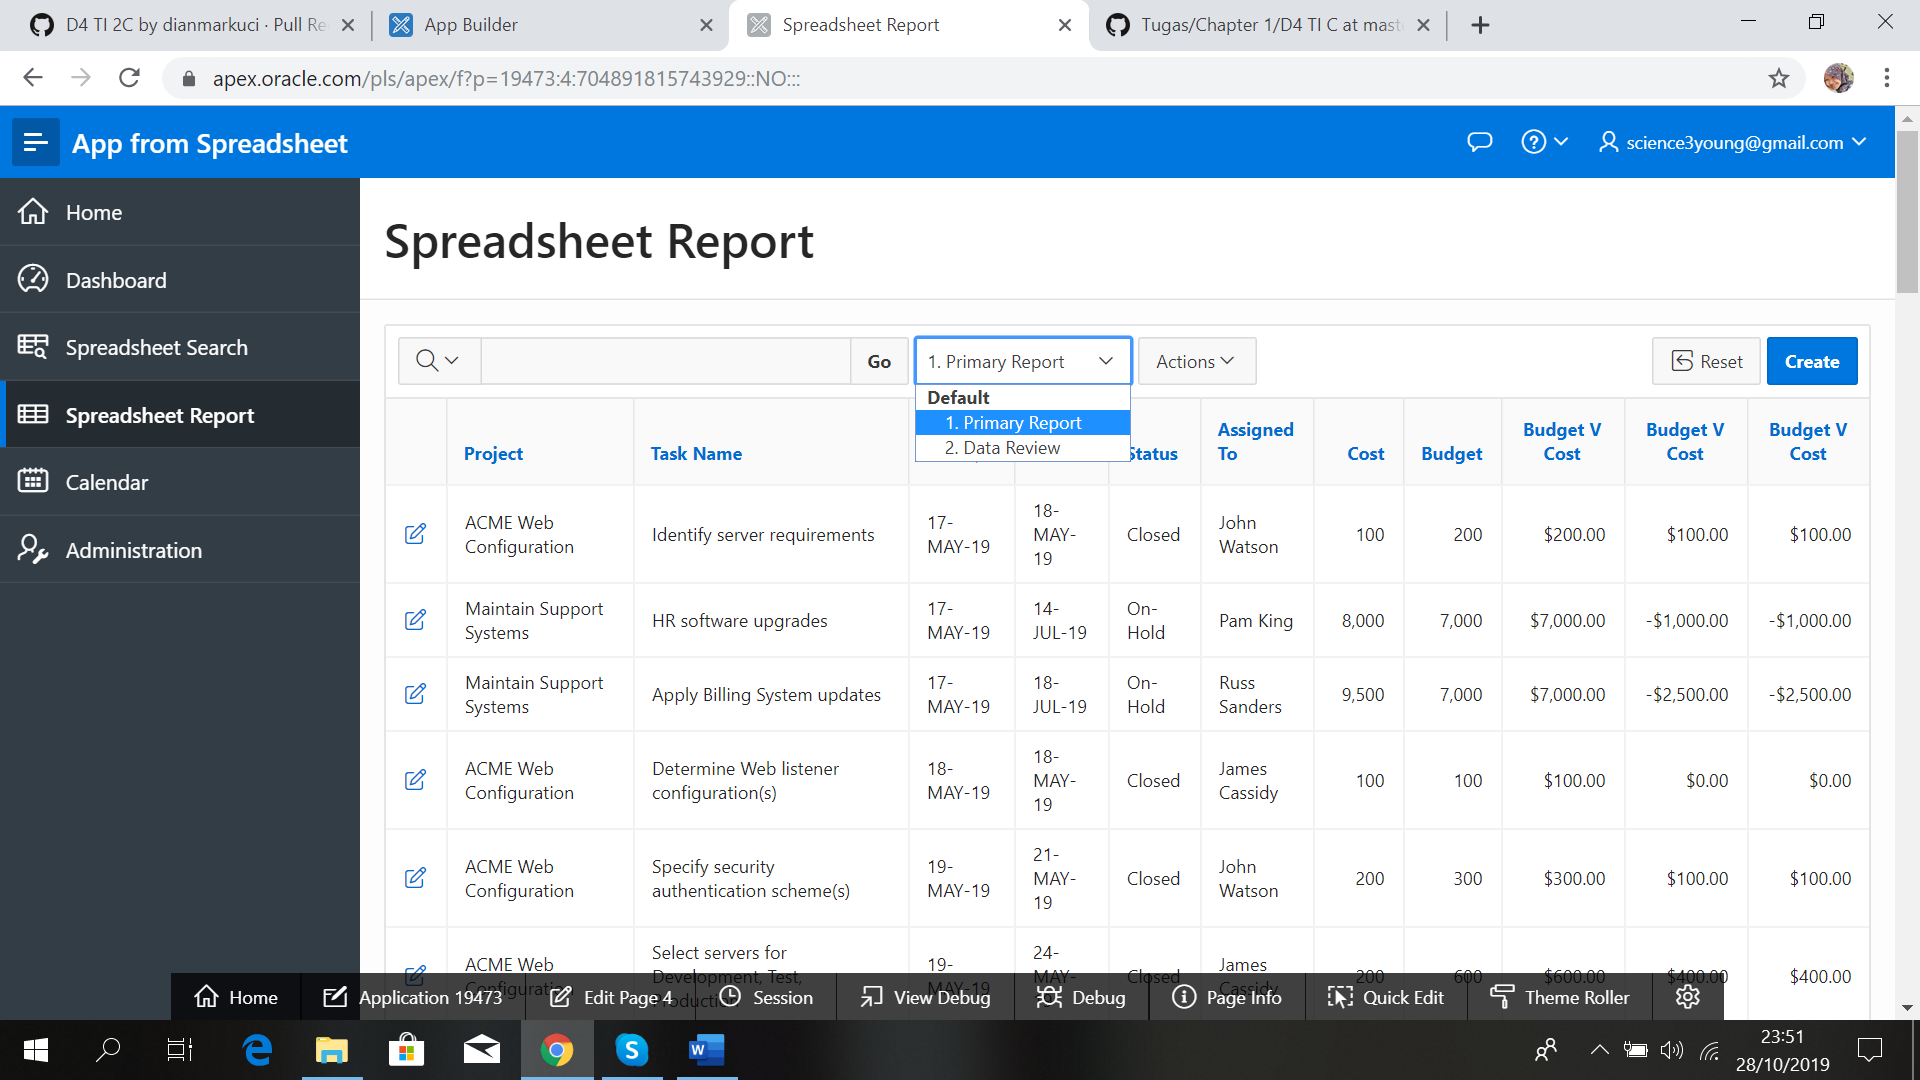 D4 TI 2C by dianmarkuci · Pull Re
App Builder
Spreadsheet Report
Tugas/Chapter 1/D4 TI C at mast
apex.oracle.com/pls/apex/f?p=19473:4:704891815743929::NO:::
App from Spreadsheet
science3young@gmail.com
Home
Dashboard
Spreadsheet Search
Spreadsheet Report
Calendar
Administration
Spreadsheet Report
Go
1. Primary Report
Actions
Reset
Create
Default
1. Primary Report
2. Data Review
Project
Task Name
Status
Assigned
To
Cost
Budget
Budget V
Cost
Budget V
Cost
Budget V
Cost
ACME Web
Configuration
Identify server requirements
17-
MAY-19
18-
MAY-
19
Closed
John
Watson
100
200
$200.00
$100.00
$100.00
Maintain Support
Systems
HR software upgrades
17-
MAY-19
14-
JUL-19
On-
Hold
Pam King
8,000
7,000
$7,000.00
-$1,000.00
-$1,000.00
Maintain Support
Systems
Apply Billing System updates
17-
MAY-19
18-
JUL-19
On-
Hold
Russ
Sanders
9,500
7,000
$7,000.00
-$2,500.00
-$2,500.00
ACME Web
Configuration
Determine Web listener
configuration(s)
18-
MAY-19
18-
MAY-
19
Closed
James
Cassidy
100
100
$100.00
$0.00
$0.00
ACME Web
Configuration
Specify security
authentication scheme(s)
19-
MAY-19
21-
MAY-
19
Closed
John
Watson
200
300
$300.00
$100.00
$100.00
ACME Web
Configuration
Select servers for
Development, Test,
Production
19-
MAY-19
24-
MAY-
19
Closed
James
Cassidy
200
600
$600.00
$400.00
$400.00
Home
Application 19473
Edit Page 4
Session
View Debug
Debug
Page Info
Quick Edit
Theme Roller
23:51
28/10/2019